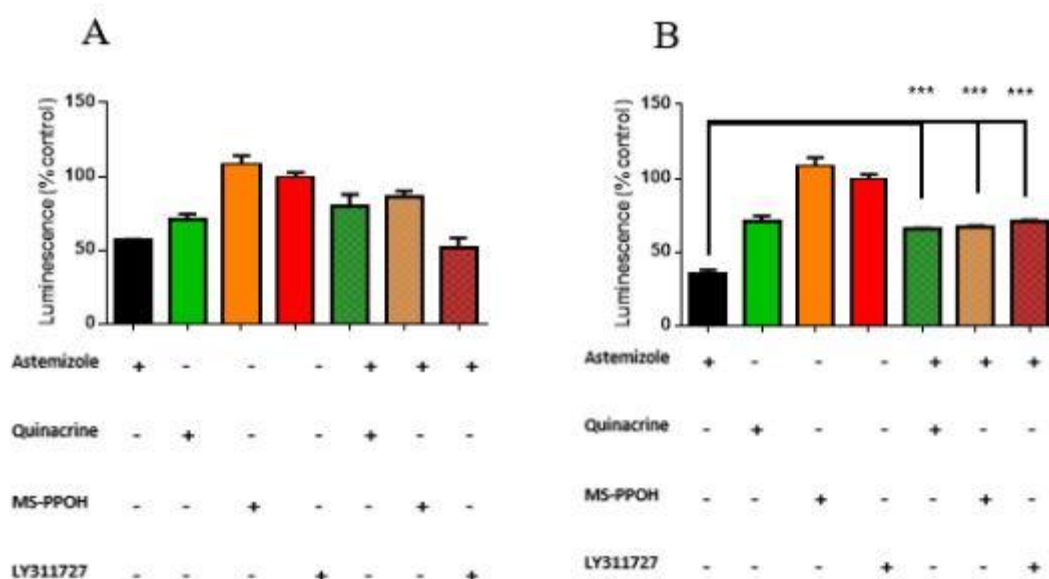 A
Luminescence (% control)
150
100
50
0
Astemizole + - - - + + +
Quinacrine - + - - + - -
MS-PPOH - - + - - + -
LY311727 - - - + - - +
B
*** *** ***
Luminescence (% control)
150
100
50
0
Astemizole + - - - + + +
Quinacrine - + - - + - -
MS-PPOH - - + - - + -
LY311727 - - - + - - +